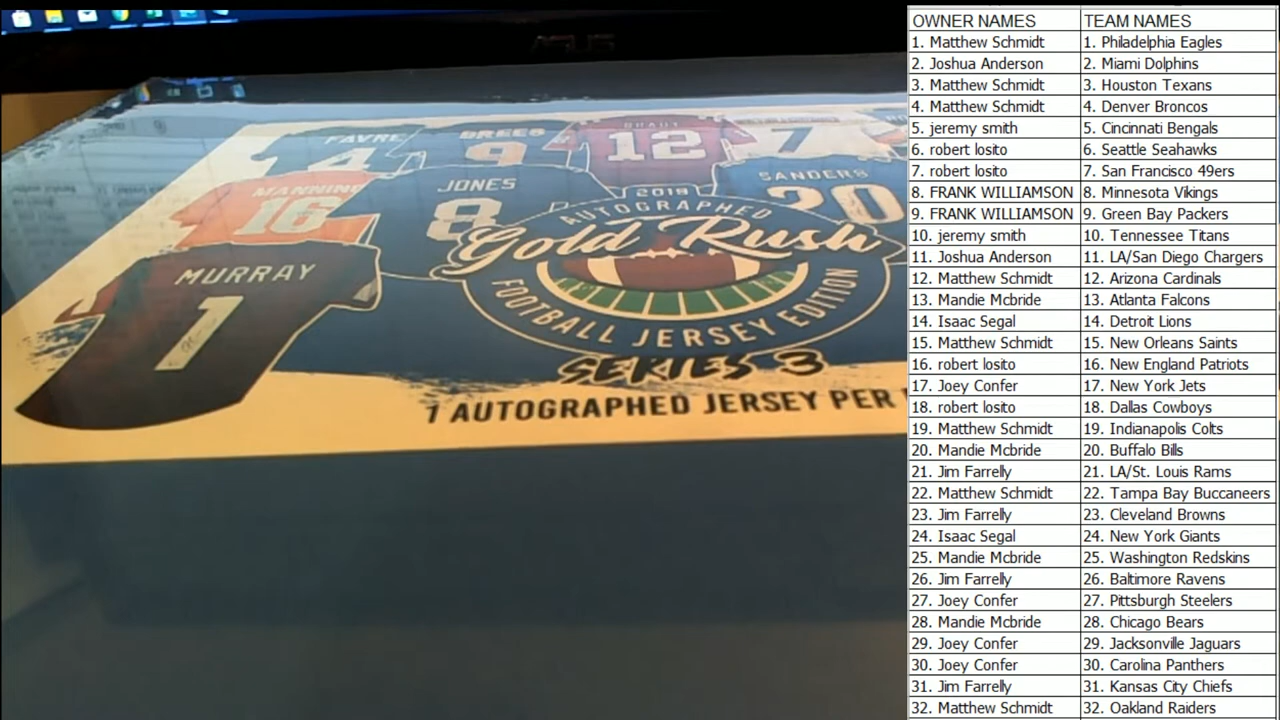 ASUS
FAVRE
4
BREES
9
BRADY
12
7
MANNING
16
JONES
8
SANDERS
20
MURRAY
1
2019
AUTOGRAPHED
Gold Rush
FOOTBALL JERSEY EDITION
SERIES 3
1 AUTOGRAPHED JERSEY PER
OWNER NAMES TEAM NAMES
1. Matthew Schmidt 1. Philadelphia Eagles
2. Joshua Anderson 2. Miami Dolphins
3. Matthew Schmidt 3. Houston Texans
4. Matthew Schmidt 4. Denver Broncos
5. jeremy smith 5. Cincinnati Bengals
6. robert losito 6. Seattle Seahawks
7. robert losito 7. San Francisco 49ers
8. FRANK WILLIAMSON 8. Minnesota Vikings
9. FRANK WILLIAMSON 9. Green Bay Packers
10. jeremy smith 10. Tennessee Titans
11. Joshua Anderson 11. LA/San Diego Chargers
12. Matthew Schmidt 12. Arizona Cardinals
13. Mandie Mcbride 13. Atlanta Falcons
14. Isaac Segal 14. Detroit Lions
15. Matthew Schmidt 15. New Orleans Saints
16. robert losito 16. New England Patriots
17. Joey Confer 17. New York Jets
18. robert losito 18. Dallas Cowboys
19. Matthew Schmidt 19. Indianapolis Colts
20. Mandie Mcbride 20. Buffalo Bills
21. Jim Farrelly 21. LA/St. Louis Rams
22. Matthew Schmidt 22. Tampa Bay Buccaneers
23. Jim Farrelly 23. Cleveland Browns
24. Isaac Segal 24. New York Giants
25. Mandie Mcbride 25. Washington Redskins
26. Jim Farrelly 26. Baltimore Ravens
27. Joey Confer 27. Pittsburgh Steelers
28. Mandie Mcbride 28. Chicago Bears
29. Joey Confer 29. Jacksonville Jaguars
30. Joey Confer 30. Carolina Panthers
31. Jim Farrelly 31. Kansas City Chiefs
32. Matthew Schmidt 32. Oakland Raiders